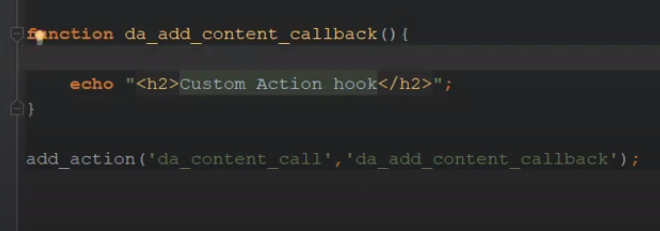 function da_add_content_callback(){
echo "<h2>Custom Action hook</h2>";
}
add_action('da_content_call','da_add_content_callback');